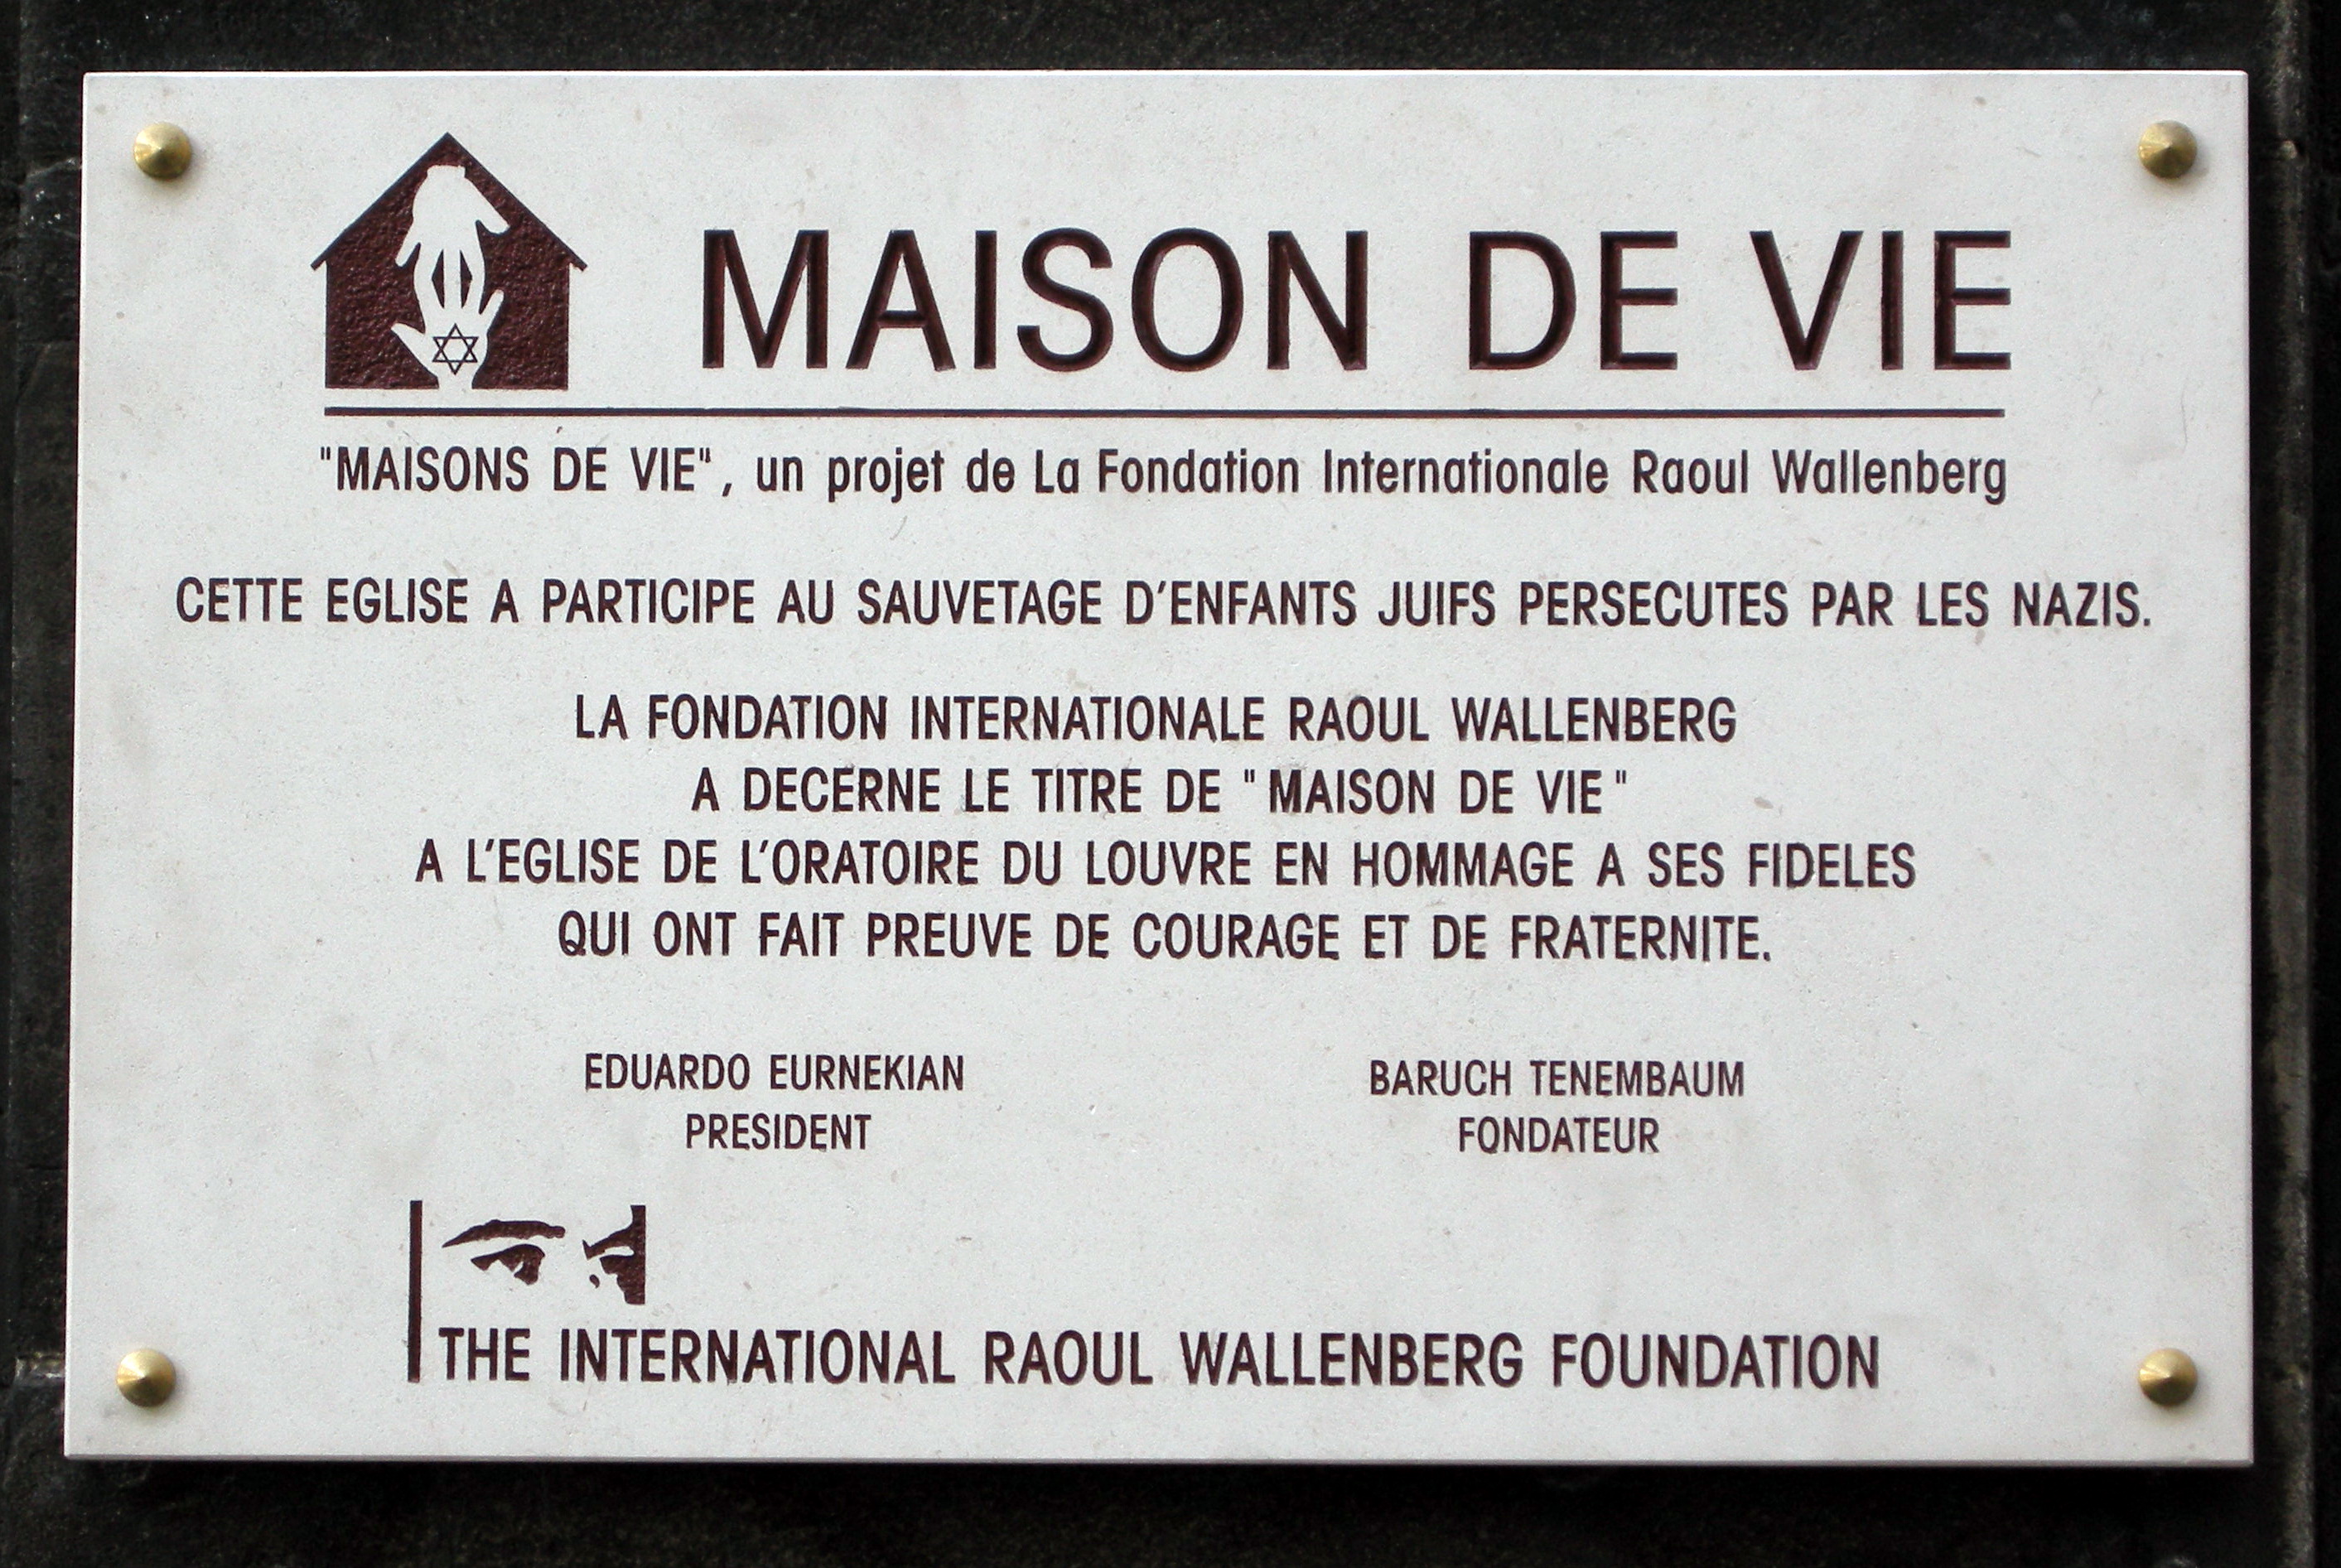 MAISON DE VIE
"MAISONS DE VIE", un projet de La Fondation Internationale Raoul Wallenberg
CETTE EGLISE A PARTICIPE AU SAUVETAGE D'ENFANTS JUIFS PERSECUTES PAR LES NAZIS.
LA FONDATION INTERNATIONALE RAOUL WALLENBERG
A DECERNE LE TITRE DE "MAISON DE VIE"
A L'EGLISE DE L'ORATOIRE DU LOUVRE EN HOMMAGE A SES FIDELES
QUI ONT FAIT PREUVE DE COURAGE ET DE FRATERNITE.
EDUARDO EURNEKIAN
PRESIDENT
BARUCH TENEMBAUM
FONDATEUR
THE INTERNATIONAL RAOUL WALLENBERG FOUNDATION